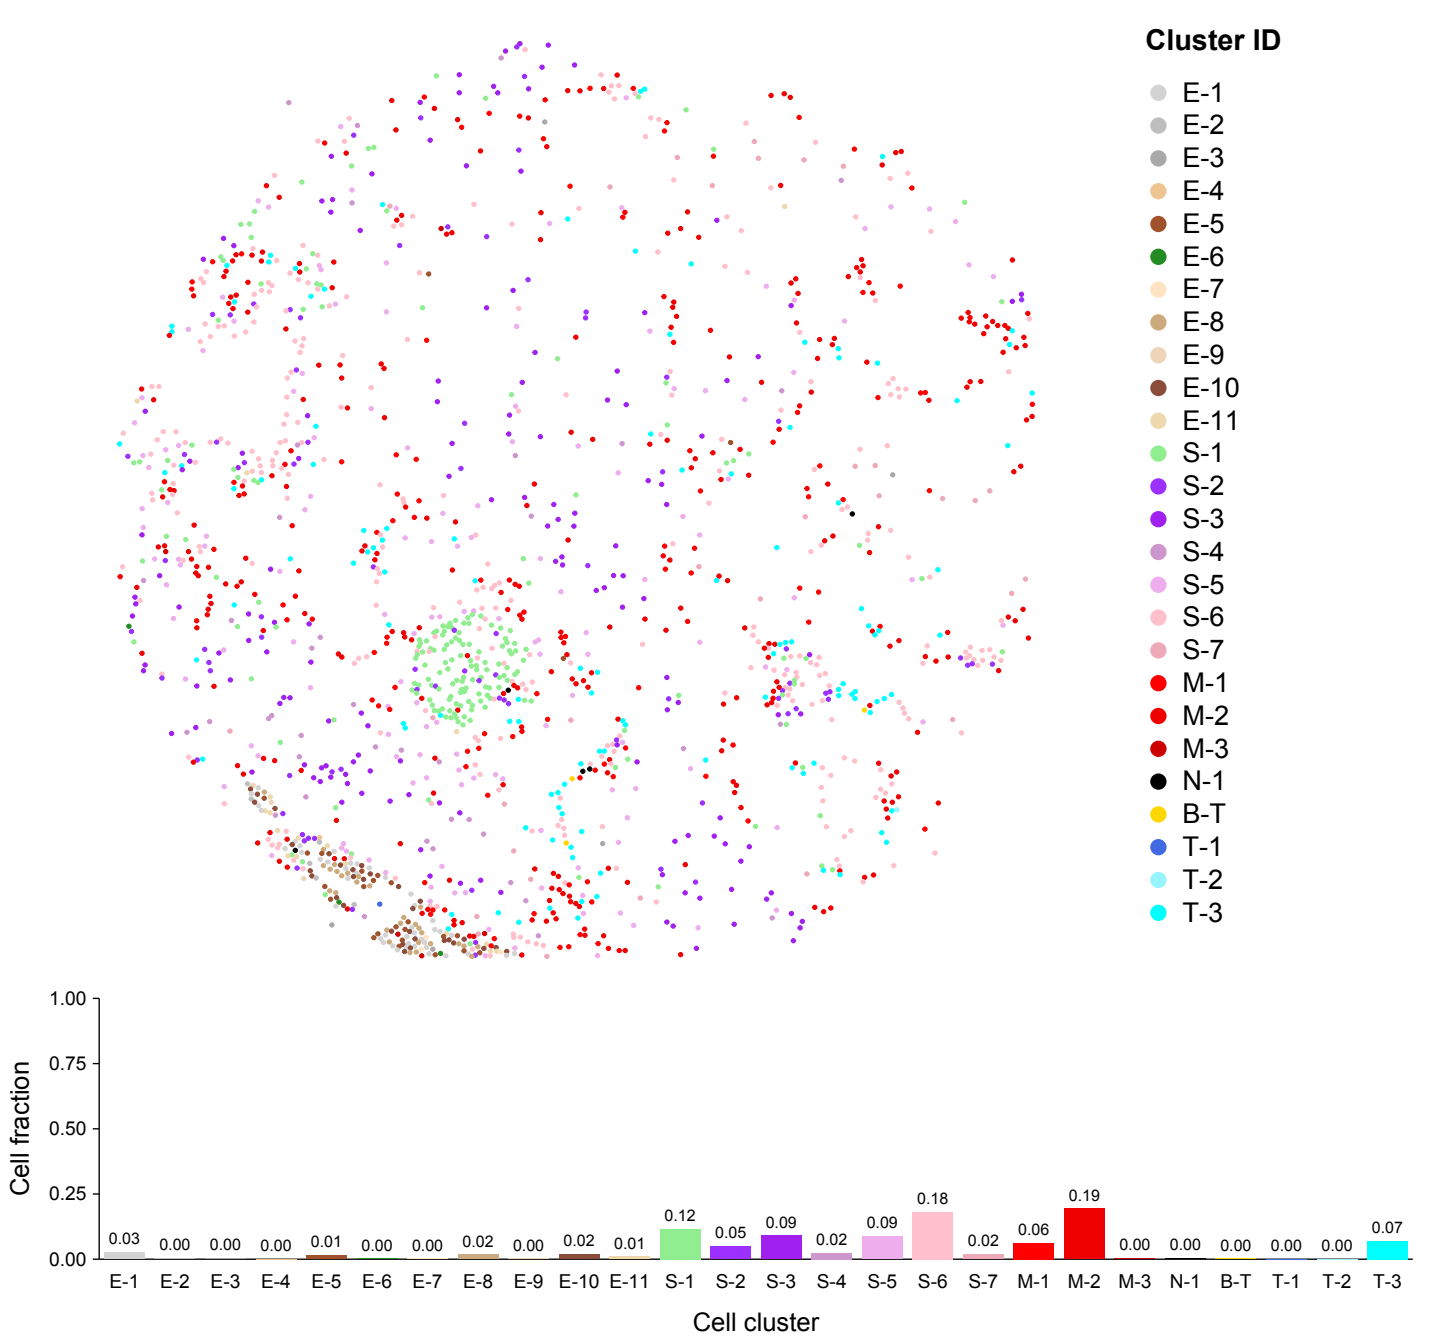 Cluster ID
E-1
E-2
E-3
E-4
E-5
E-6
E-7
E-8
E-9
E-10
E-11
S-1
S-2
S-3
S-4
S-5
S-6
S-7
M-1
M-2
M-3
N-1
B-T
T-1
T-2
T-3
1.00
0.75
0.50
0.25
0.00
Cell fraction
0.03 0.00 0.00 0.00 0.01 0.00 0.00 0.02 0.00 0.02 0.01 0.12 0.05 0.09 0.02 0.09 0.18 0.02 0.06 0.19 0.00 0.00 0.00 0.00 0.00 0.07
E-1 E-2 E-3 E-4 E-5 E-6 E-7 E-8 E-9 E-10 E-11 S-1 S-2 S-3 S-4 S-5 S-6 S-7 M-1 M-2 M-3 N-1 B-T T-1 T-2 T-3
Cell cluster